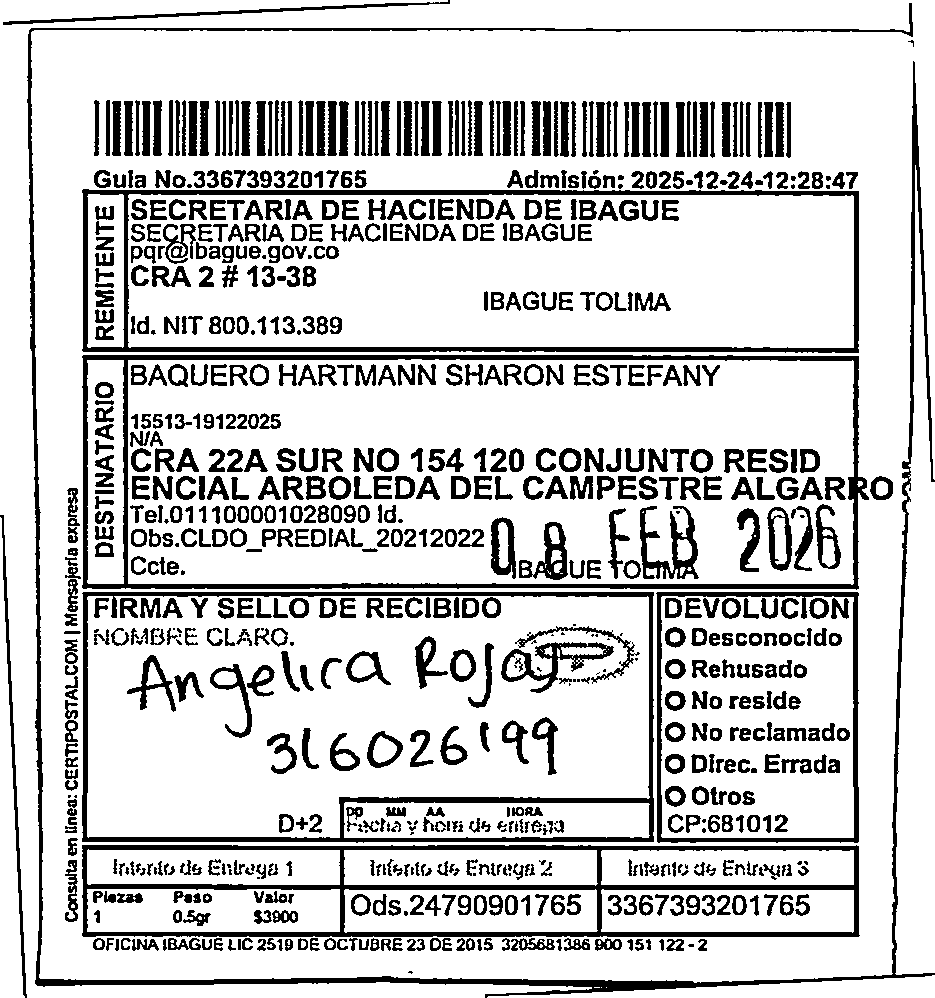 Guia No.3367393201765 Admisión: 2025-12-24-12:28:47
REMITENTE
SECRETARIA DE HACIENDA DE IBAGUE
SECRETARIA DE HACIENDA DE IBAGUE
pqr@ibague.gov.co
CRA 2 # 13-38
IBAGUE TOLIMA
Id. NIT 800.113.389
DESTINATARIO
BAQUERO HARTMANN SHARON ESTEFANY
15513-19122025
N/A
CRA 22A SUR NO 154 120 CONJUNTO RESID
ENCIAL ARBOLEDA DEL CAMPESTRE ALGARRO
Tel.011100001028090 Id.
Obs.CLDO_PREDIAL_20212022
08 FEB 2026
Ccte.
IBAGUE TOLIMA
FIRMA Y SELLO DE RECIBIDO
NOMBRE CLARO.
Angelica Rojas
316026199
D+2
DD MM AA HORA
Fecha y hora de entrega
DEVOLUCION
Desconocido
Rehusado
No reside
No reclamado
Direc. Errada
Otros
CP:681012
Intento de Entrega 1
Intento de Entrega 2
Intento de Entrega 3
Piezas Peso Valor
1 0.5gr $3900
Ods.24790901765
3367393201765
OFICINA IBAGUE LIC 2519 DE OCTUBRE 23 DE 2015 3205681386 900 151 122 - 2
Consulta en línea: CERTIPOSTAL.COM | Mensajería expresa